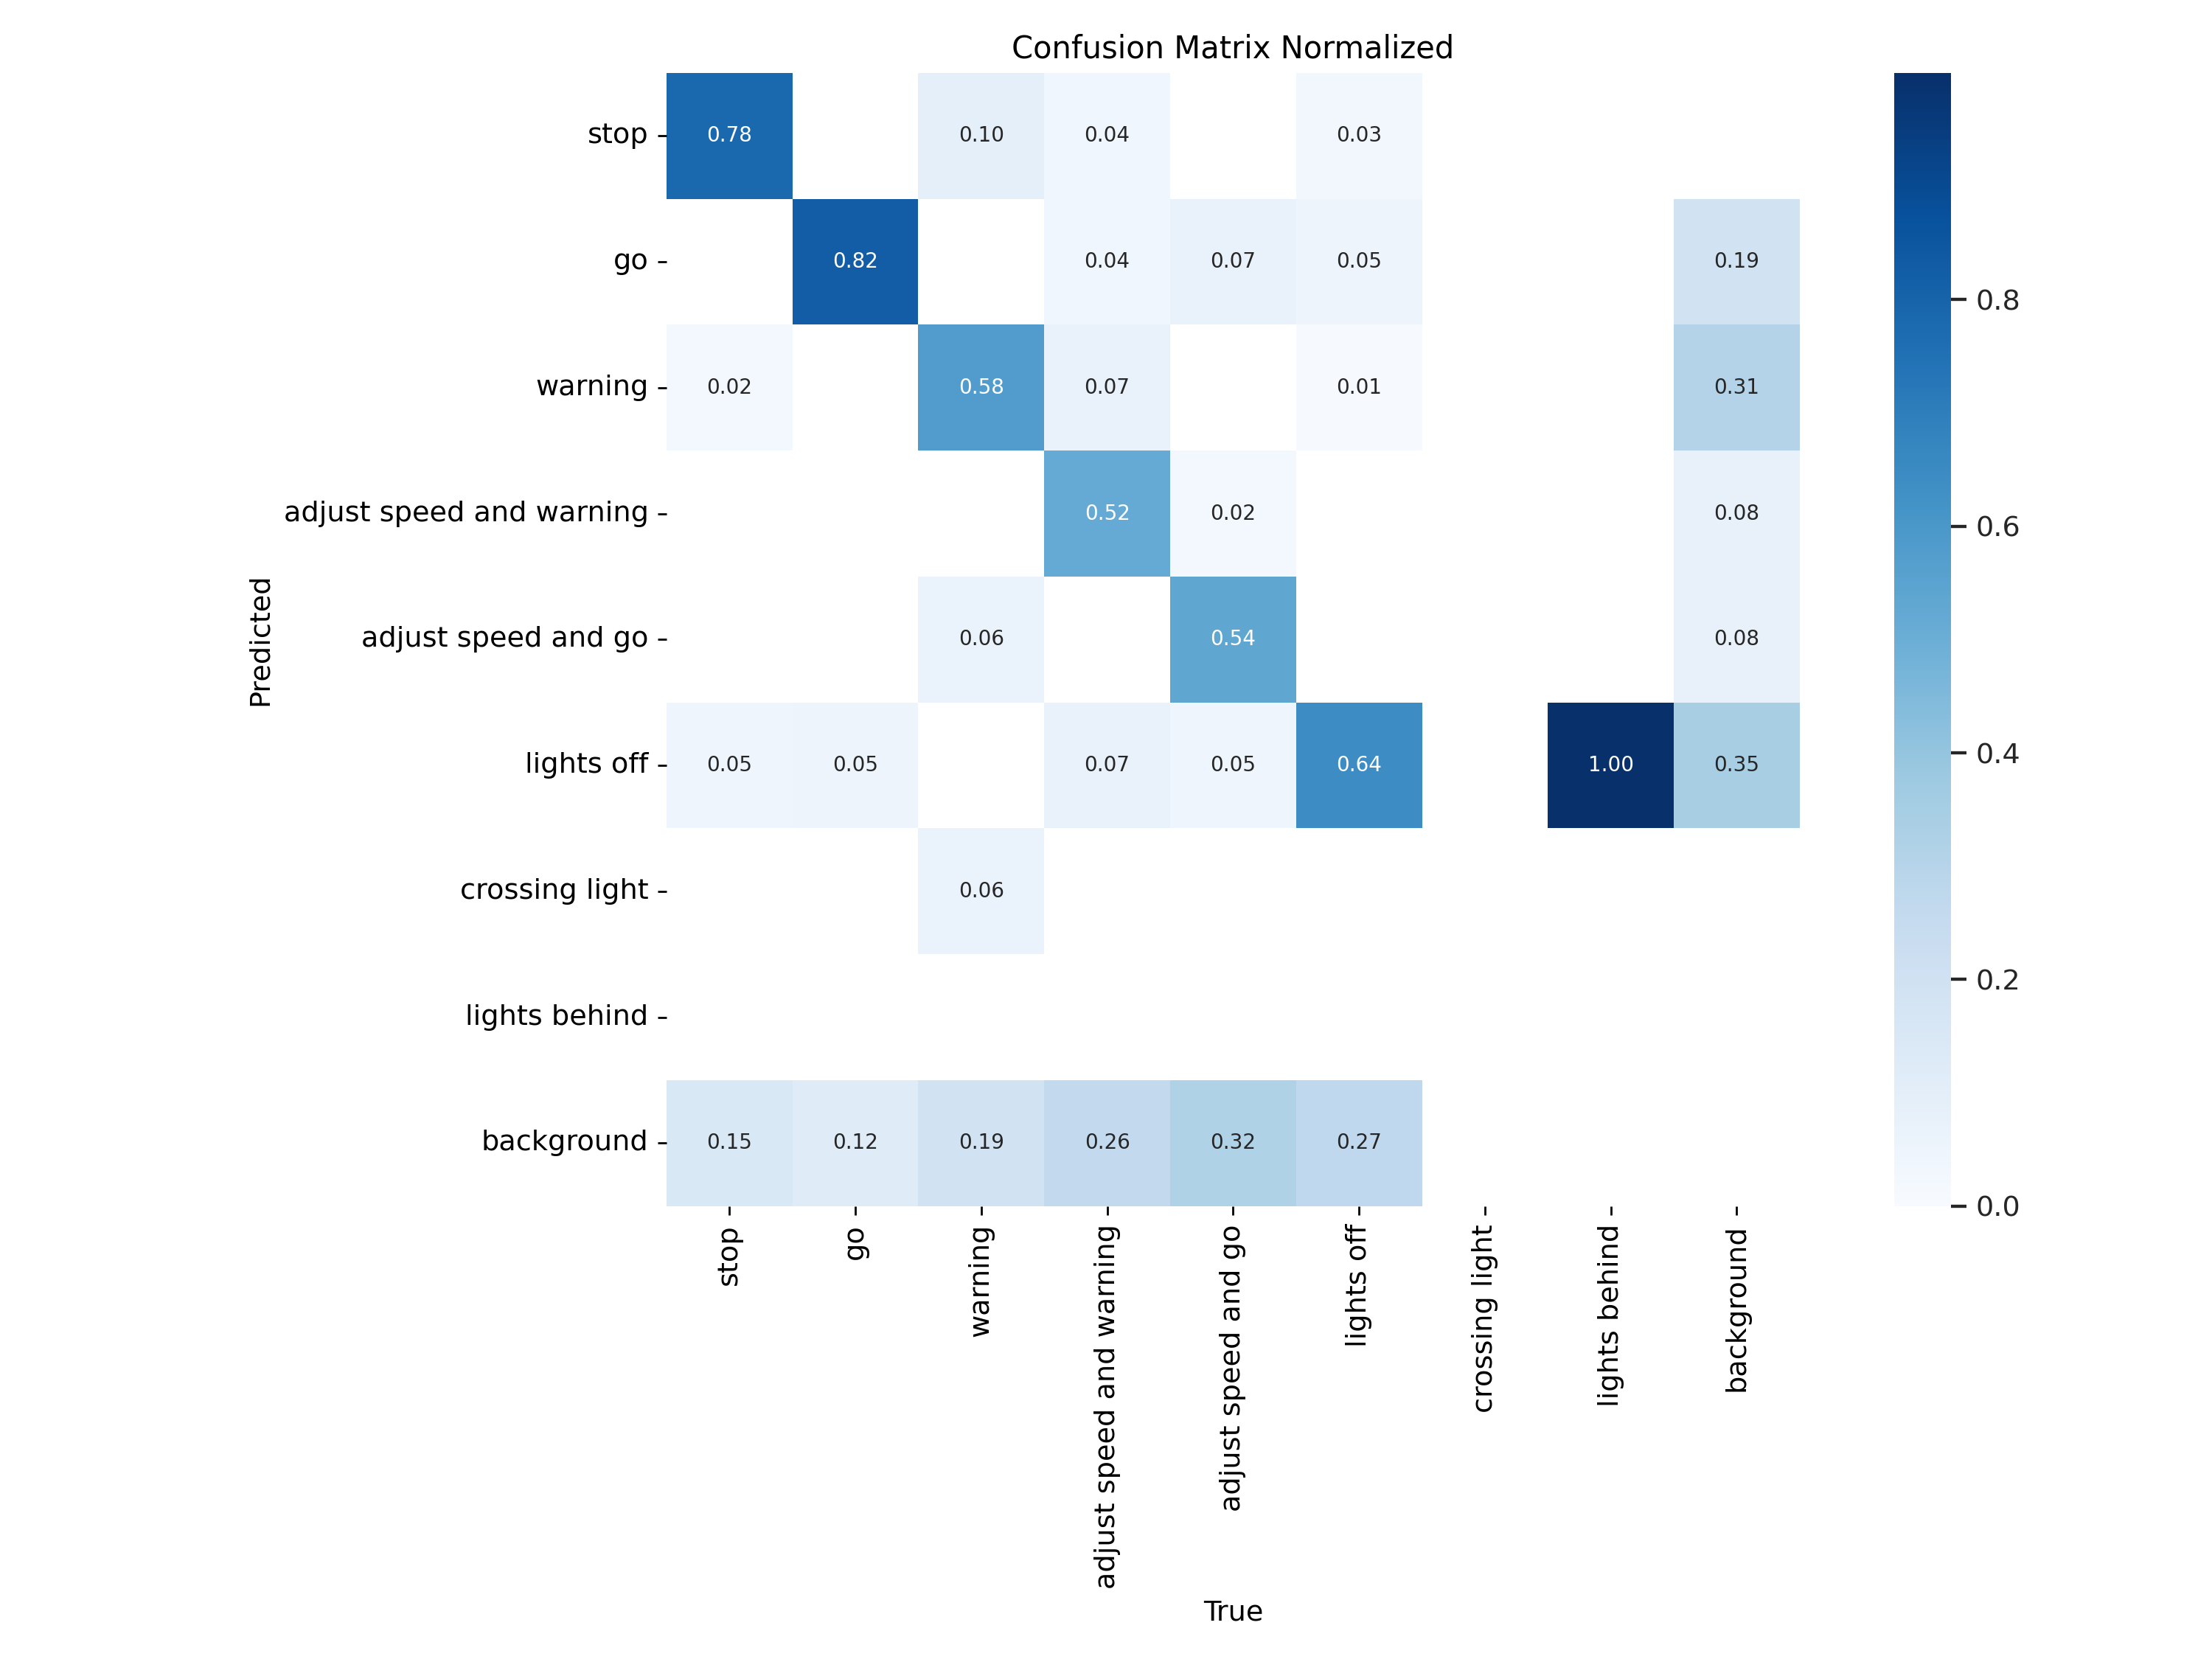 Confusion Matrix Normalized
stop 0.78 0.10 0.04 0.03
go 0.82 0.04 0.07 0.05 0.19
0.8
warning 0.02 0.58 0.07 0.01 0.31
adjust speed and warning 0.52 0.02 0.08
0.6
Predicted
adjust speed and go 0.06 0.54 0.08
lights off 0.05 0.05 0.07 0.05 0.64 1.00 0.35
0.4
crossing light 0.06
0.2
lights behind
background 0.15 0.12 0.19 0.26 0.32 0.27
0.0
stop go warning adjust speed and warning adjust speed and go lights off crossing light lights behind background
True